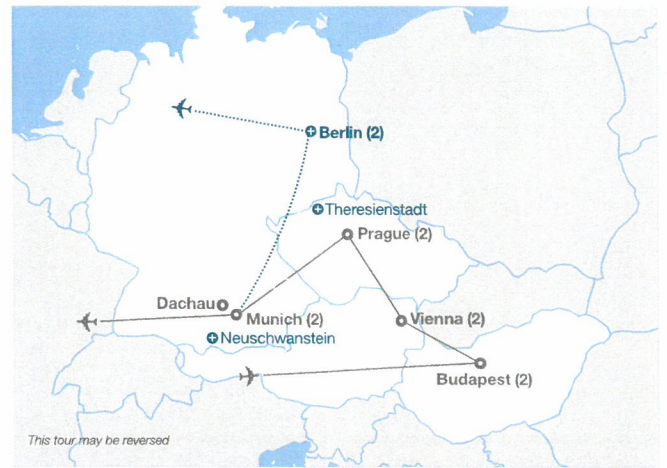 Berlin (2)
Theresienstadt
Prague (2)
Dachau
Munich (2)
Vienna (2)
Neuschwanstein
Budapest (2)
This tour may be reversed